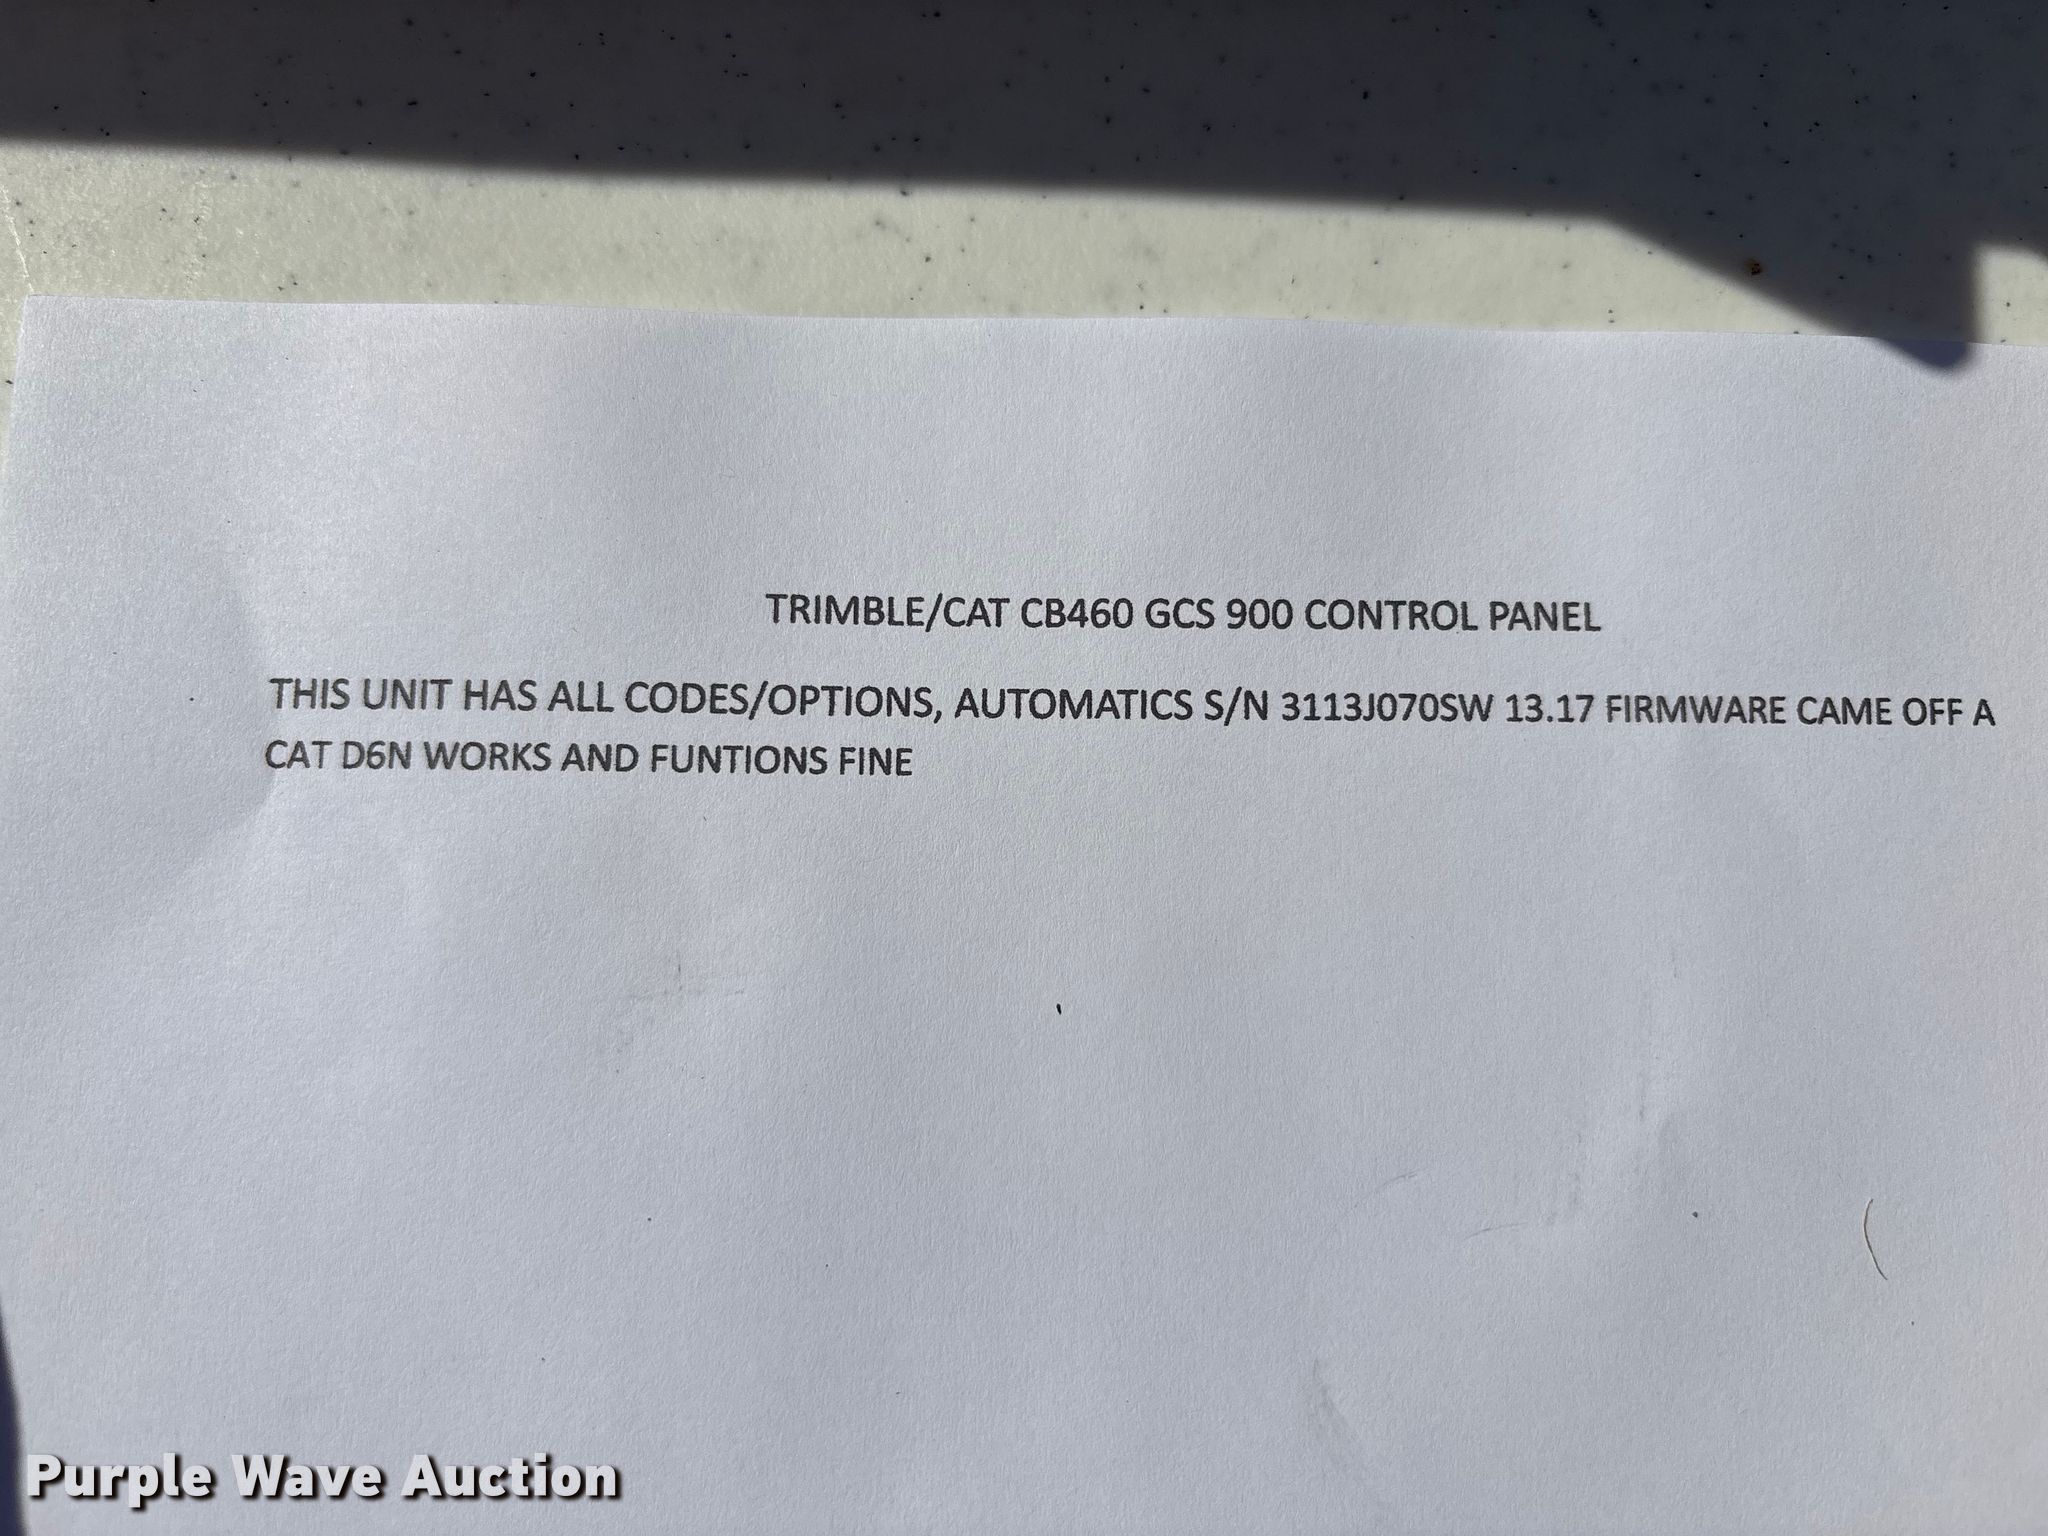 TRIMBLE/CAT CB460 GCS 900 CONTROL PANEL
THIS UNIT HAS ALL CODES/OPTIONS, AUTOMATICS S/N 3113J070SW 13.17 FIRMWARE CAME OFF A
CAT D6N WORKS AND FUNTIONS FINE
Purple Wave Auction